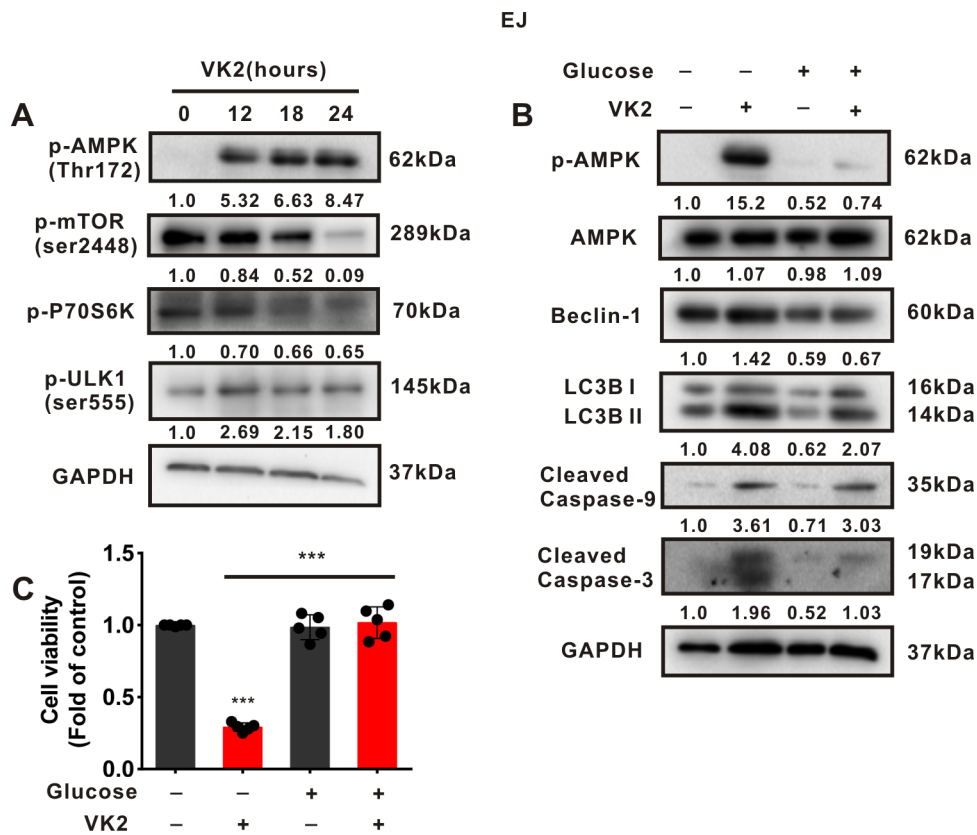 EJ
A
VK2(hours)
0 12 18 24
p-AMPK
(Thr172)
62kDa
1.0 5.32 6.63 8.47
p-mTOR
(ser2448)
289kDa
1.0 0.84 0.52 0.09
p-P70S6K
70kDa
1.0 0.70 0.66 0.65
p-ULK1
(ser555)
145kDa
1.0 2.69 2.15 1.80
GAPDH
37kDa
B
Glucose – – + +
VK2 – + – +
p-AMPK
62kDa
1.0 15.2 0.52 0.74
AMPK
62kDa
1.0 1.07 0.98 1.09
Beclin-1
60kDa
1.0 1.42 0.59 0.67
LC3B I
16kDa
LC3B II
14kDa
1.0 4.08 0.62 2.07
Cleaved
Caspase-9
35kDa
1.0 3.61 0.71 3.03
Cleaved
Caspase-3
19kDa
17kDa
1.0 1.96 0.52 1.03
GAPDH
37kDa
C
Cell viability
(Fold of control)
1.5
1.0
0.5
0.0
***
***
Glucose – – + +
VK2 – + – +